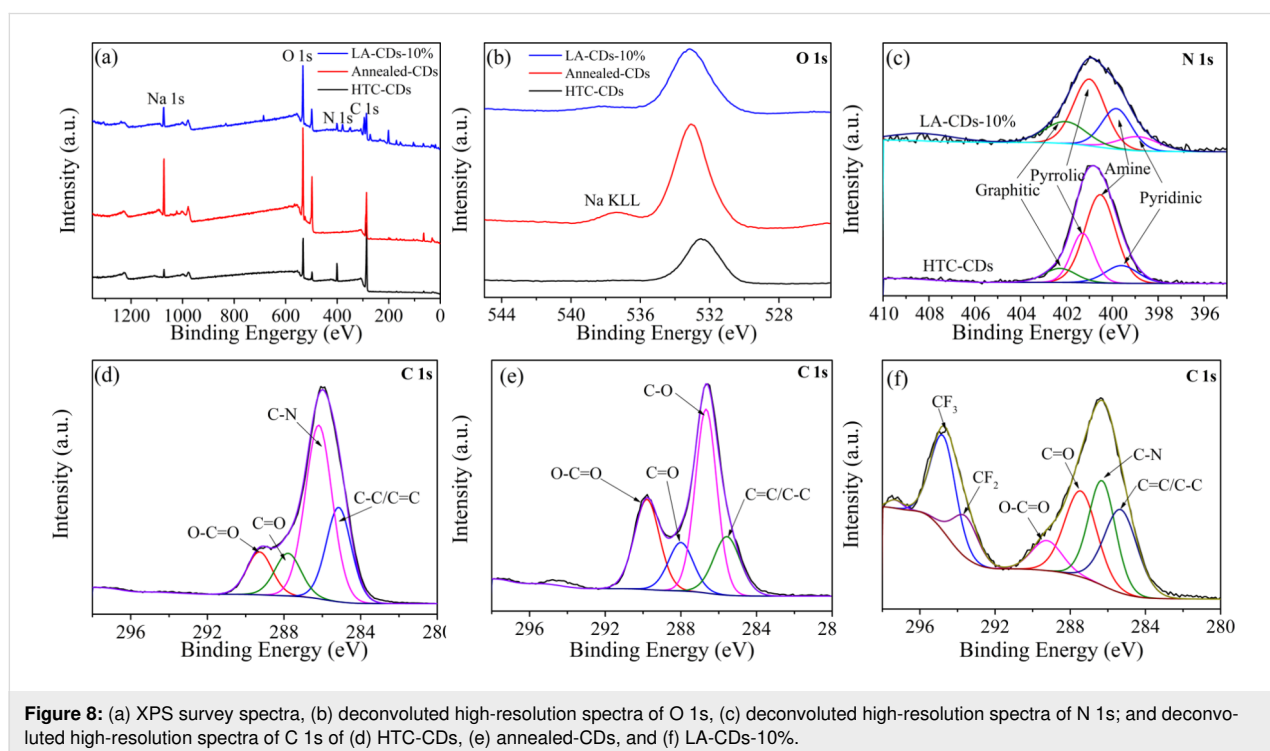 (a)
O 1s
LA-CDs-10%
Annealed-CDs
HTC-CDs
Na 1s
N 1s
C 1s
Intensity (a.u.)
1200 1000 800 600 400 200 0
Binding Engergy (eV)
(b)
O 1s
LA-CDs-10%
Annealed-CDs
HTC-CDs
Na KLL
Intensity (a.u.)
544 540 536 532 528
Binding Energy (eV)
(c)
N 1s
LA-CDs-10%
Graphitic
Pyrrolic
Amine
Pyridinic
HTC-CDs
Intensity (a.u.)
410 408 406 404 402 400 398 396
Binding Engergy (eV)
(d)
C 1s
C-N
C-C/C=C
O-C=O
C=O
Intensity (a.u.)
296 292 288 284 280
Binding Energy (eV)
(e)
C 1s
C-O
O-C=O
C=O
C=C/C-C
Intensity (a.u.)
296 292 288 284 28
Binding Energy (eV)
(f)
C 1s
CF3
CF2
C=O
O-C=O
C-N
C=C/C-C
Intensity (a.u.)
296 292 288 284 280
Binding Energy (eV)
Figure 8: (a) XPS survey spectra, (b) deconvoluted high-resolution spectra of O 1s, (c) deconvoluted high-resolution spectra of N 1s; and deconvo-
luted high-resolution spectra of C 1s of (d) HTC-CDs, (e) annealed-CDs, and (f) LA-CDs-10%.